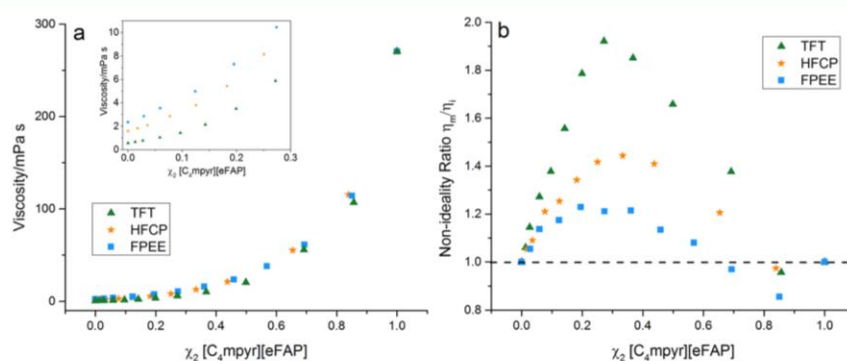 a
300
250
200
150
100
50
0
Viscosity/mPa s
0.0 0.2 0.4 0.6 0.8 1.0
χ₂ [C₄mpyr][eFAP]
TFT
HFCP
FPEE
10
8
6
4
2
0
Viscosity/mPa s
0.0 0.1 0.2 0.3
χ₂ [C₄mpyr][eFAP]
b
2.0
1.8
1.6
1.4
1.2
1.0
0.8
Non-ideality Ratio ηₘ/ηᵢ
0.0 0.2 0.4 0.6 0.8 1.0
χ₂ [C₄mpyr][eFAP]
TFT
HFCP
FPEE